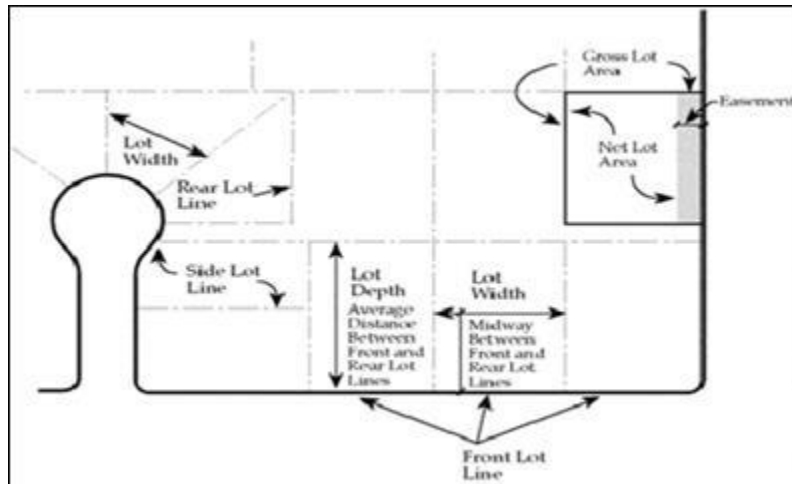 Gross Lot
Area
Easement
Lot
Width
Net Lot
Area
Rear Lot
Line
Side Lot
Line
Lot
Depth
Average
Distance
Between
Front and
Rear Lot
Lines
Lot
Width
Midway
Between
Front and
Rear Lot
Lines
Front Lot
Line